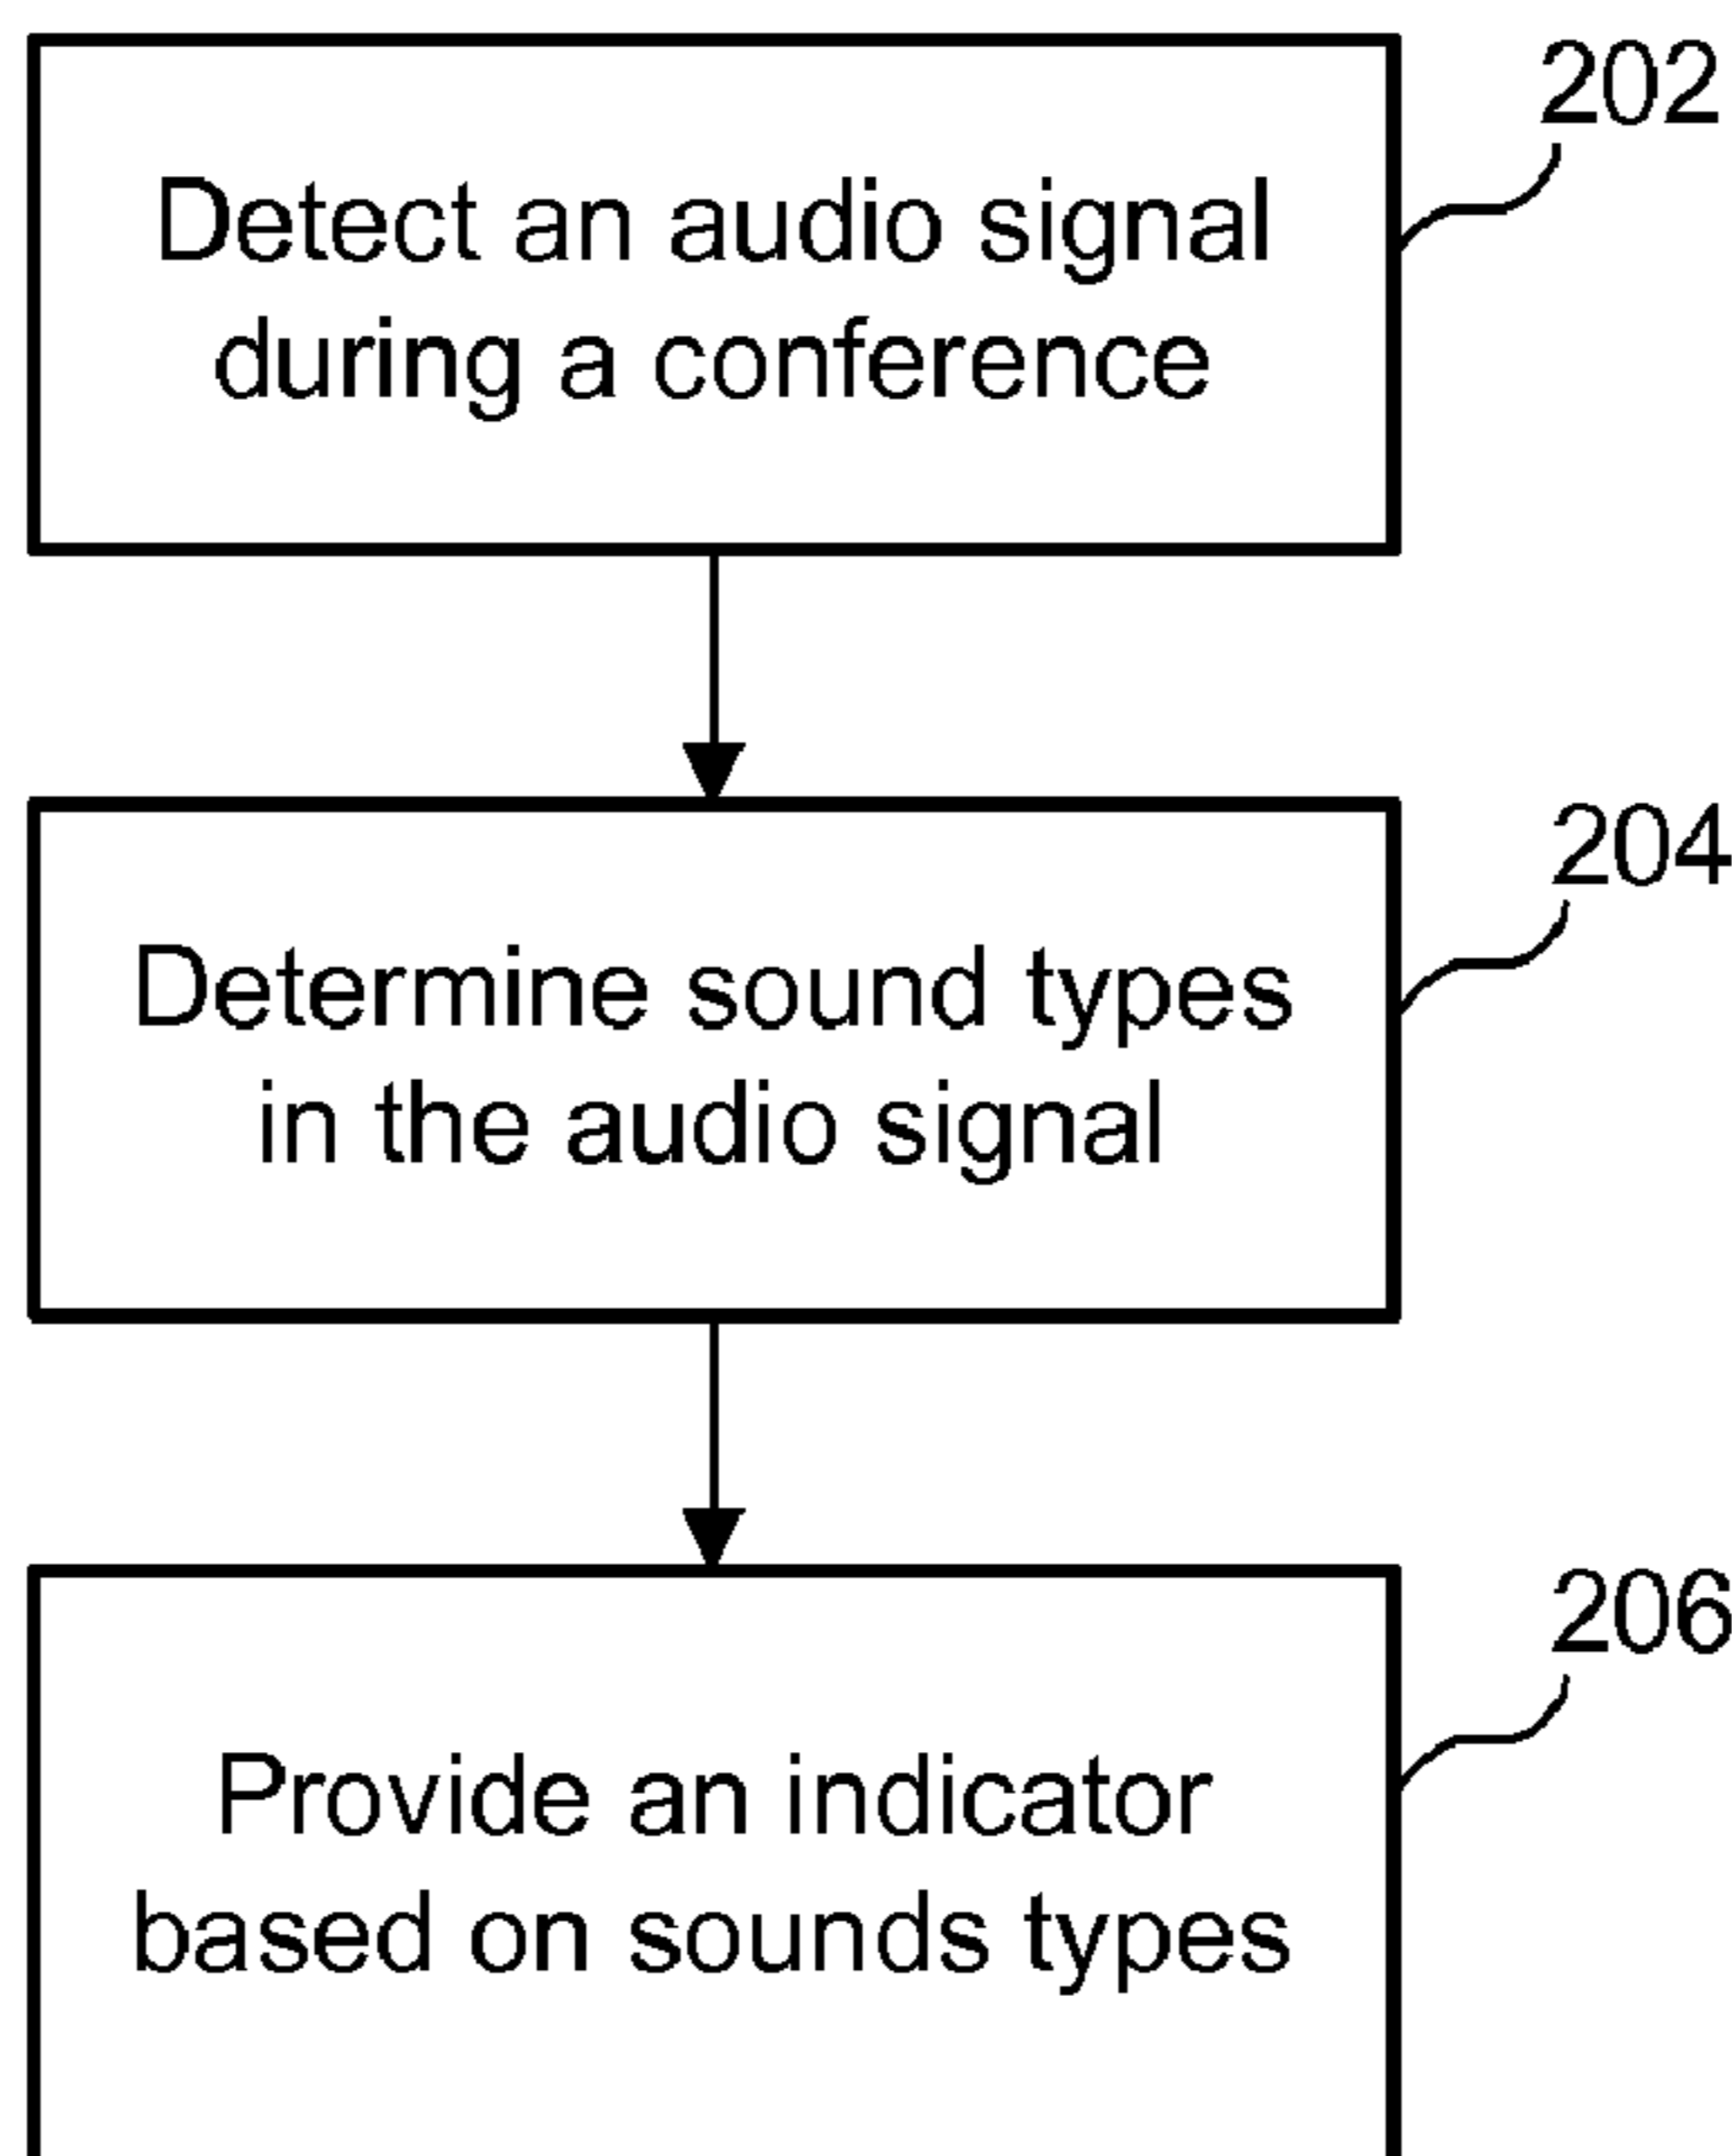 202
Detect an audio signal
during a conference
204
Determine sound types
in the audio signal
206
Provide an indicator
based on sounds types